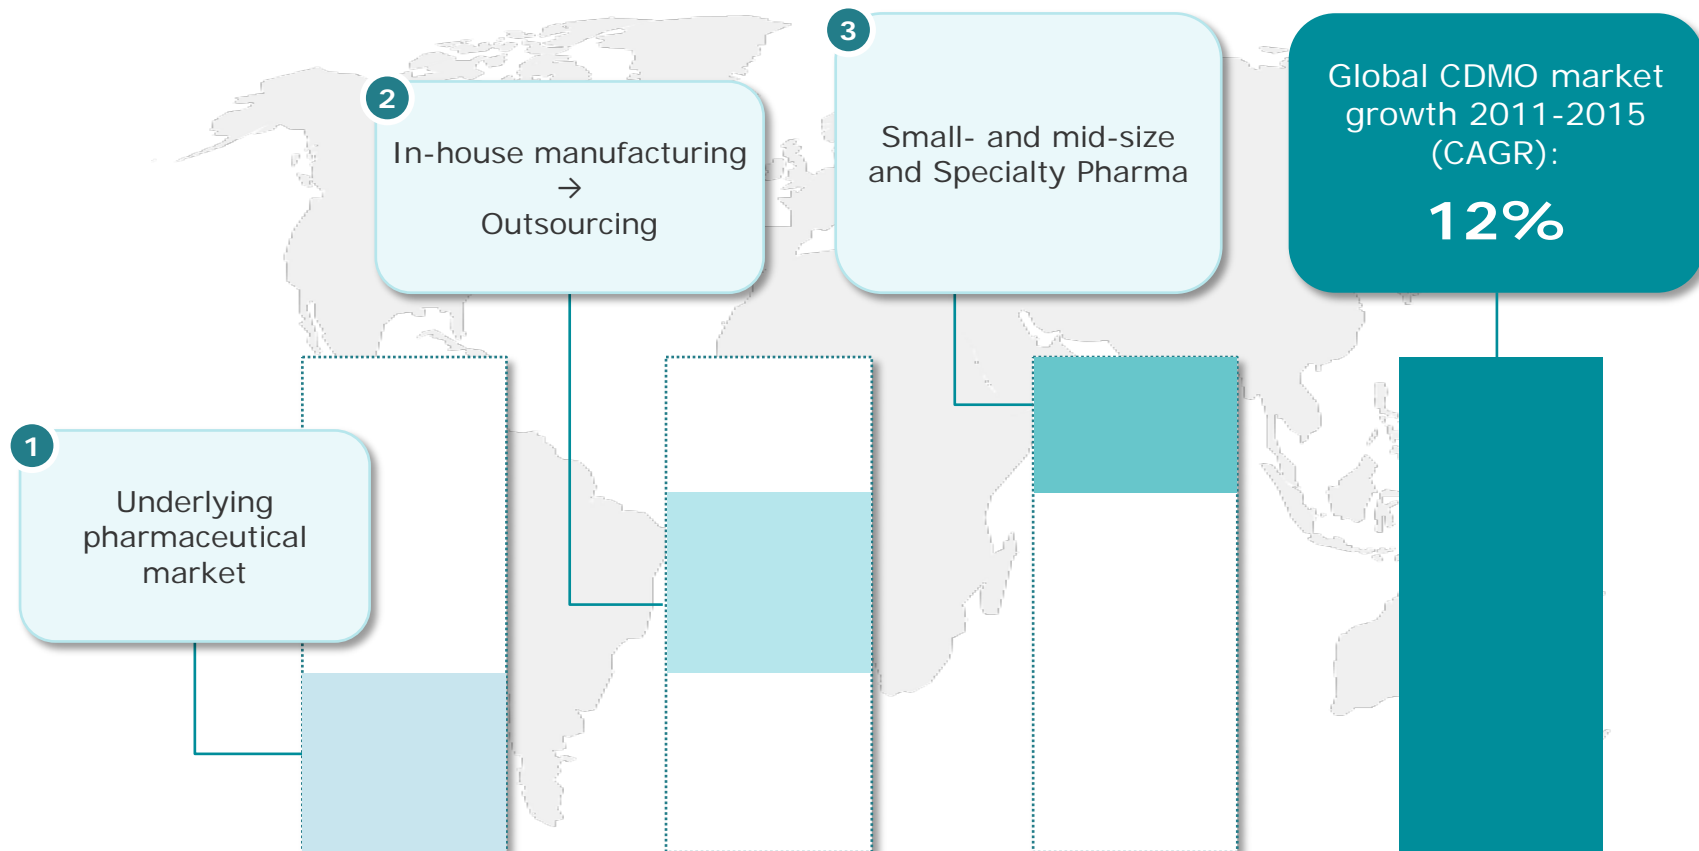 1
Underlying
pharmaceutical
market
2
In-house manufacturing
→
Outsourcing
3
Small- and mid-size
and Specialty Pharma
Global CDMO market
growth 2011-2015
(CAGR):
12%